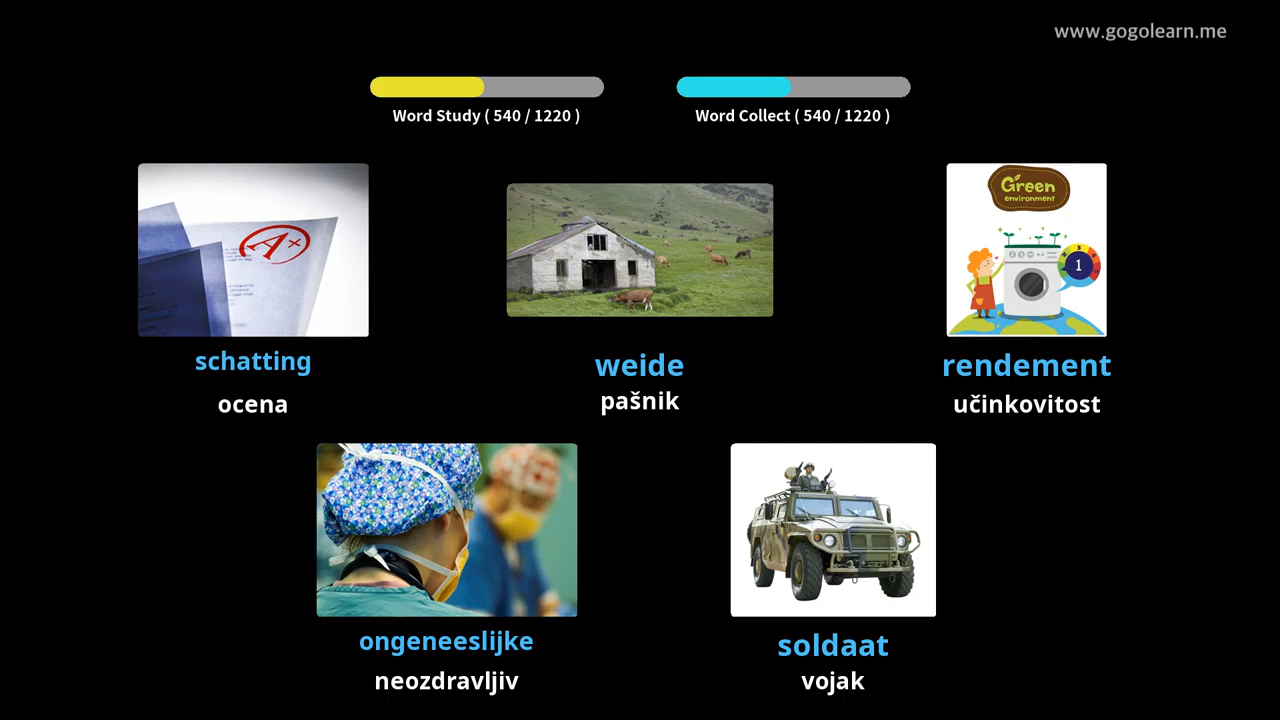 www.gogolearn.me
Word Study ( 540 / 1220 )
Word Collect ( 540 / 1220 )
A+
Green
environment
1
schatting
weide
rendement
ocena
pašnik
učinkovitost
ongeneeslijke
soldaat
neozdravljiv
vojak